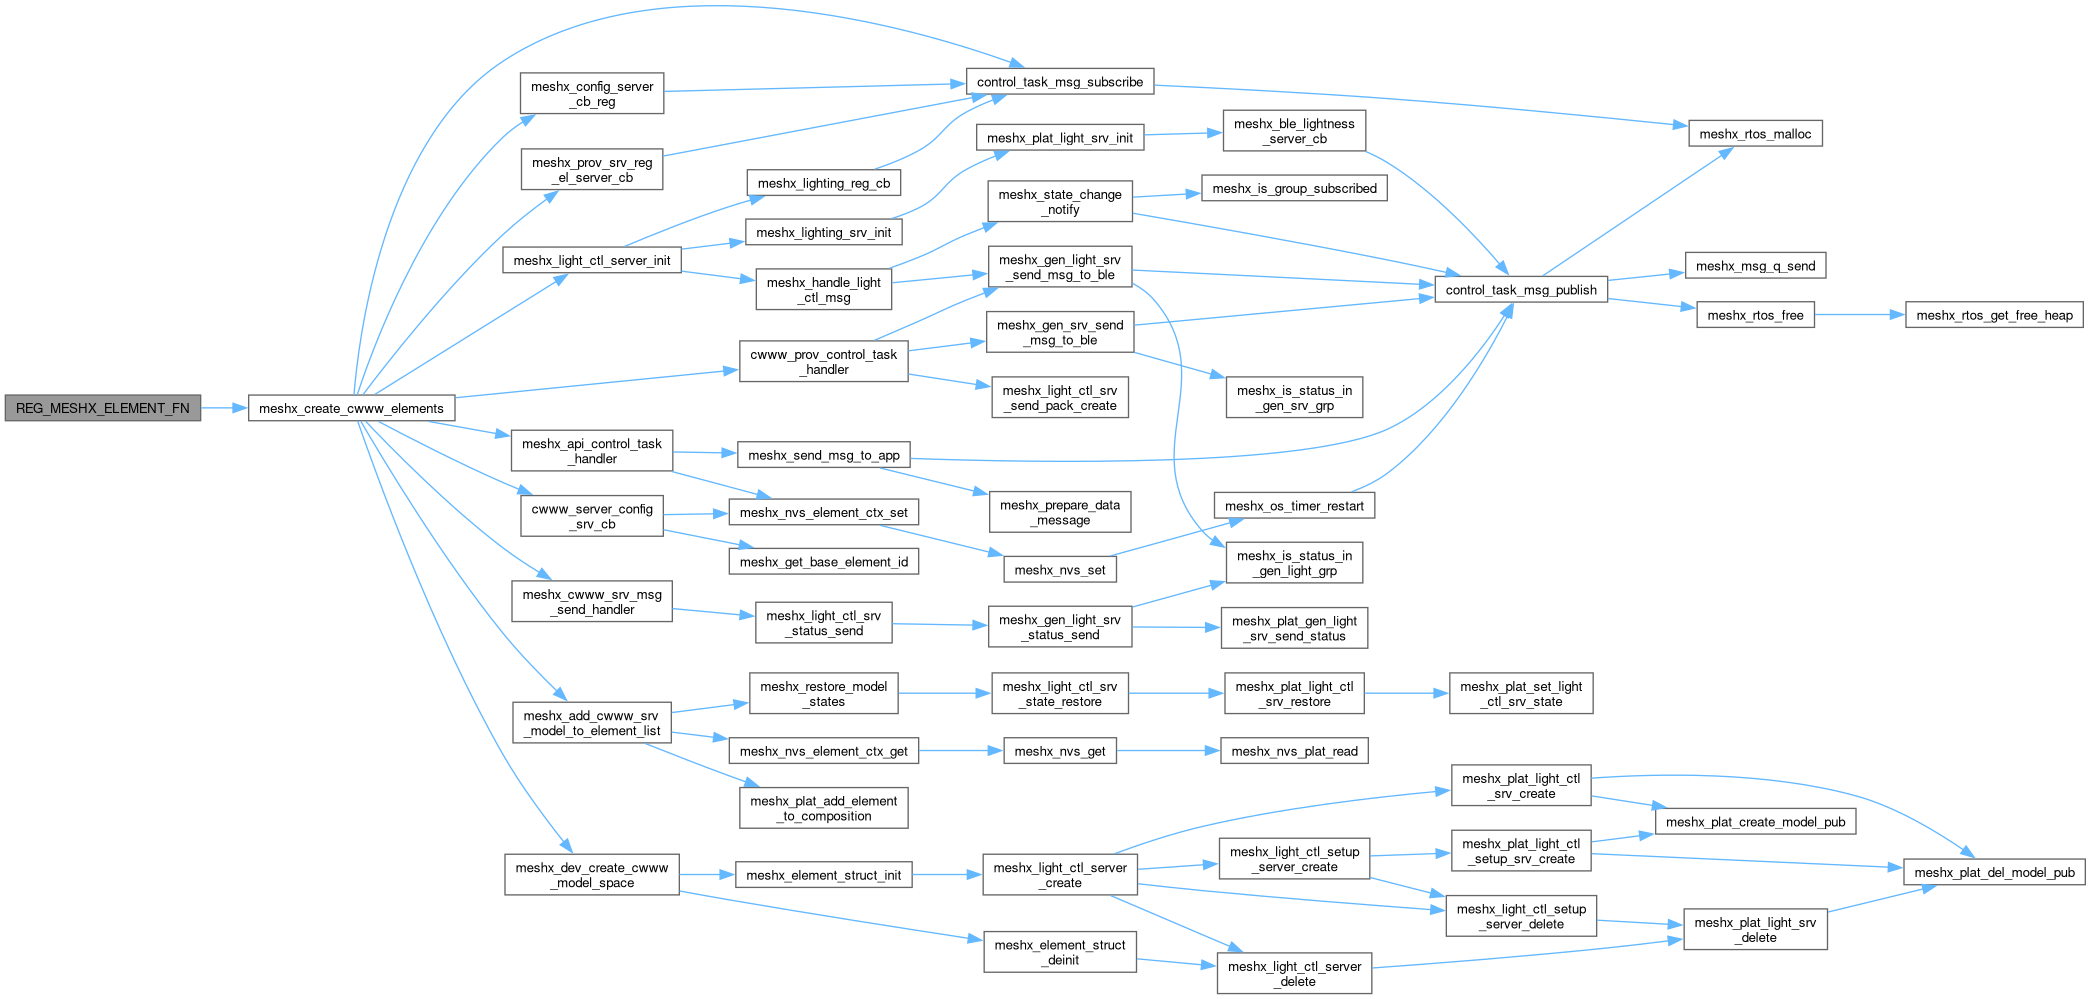 REG_MESHX_ELEMENT_FN
meshx_create_cwww_elements
meshx_config_server
_cb_reg
meshx_prov_srv_reg
_el_server_cb
meshx_light_ctl_server_init
meshx_api_control_task
_handler
cwww_server_config
_srv_cb
meshx_cwww_srv_msg
_send_handler
meshx_add_cwww_srv
_model_to_element_list
meshx_dev_create_cwww
_model_space
meshx_lighting_reg_cb
meshx_lighting_srv_init
meshx_handle_light
_ctl_msg
cwww_prov_control_task
_handler
meshx_send_msg_to_app
meshx_nvs_element_ctx_set
meshx_get_base_element_id
meshx_light_ctl_srv
_status_send
meshx_restore_model
_states
meshx_nvs_element_ctx_get
meshx_plat_add_element
_to_composition
meshx_element_struct_init
control_task_msg_subscribe
meshx_plat_light_srv_init
meshx_state_change
_notify
meshx_gen_light_srv
_send_msg_to_ble
meshx_gen_srv_send
_msg_to_ble
meshx_light_ctl_srv
_send_pack_create
meshx_prepare_data
_message
meshx_nvs_set
meshx_gen_light_srv
_status_send
meshx_light_ctl_srv
_state_restore
meshx_nvs_get
meshx_light_ctl_server
_create
meshx_element_struct
_deinit
meshx_ble_lightness
_server_cb
meshx_is_group_subscribed
meshx_is_status_in
_gen_srv_grp
meshx_os_timer_restart
meshx_is_status_in
_gen_light_grp
meshx_plat_gen_light
_srv_send_status
meshx_plat_light_ctl
_srv_restore
meshx_nvs_plat_read
meshx_light_ctl_setup
_server_create
meshx_light_ctl_server
_delete
control_task_msg_publish
meshx_plat_set_light
_ctl_srv_state
meshx_plat_light_ctl
_srv_create
meshx_plat_light_ctl
_setup_srv_create
meshx_light_ctl_setup
_server_delete
meshx_rtos_malloc
meshx_msg_q_send
meshx_rtos_free
meshx_plat_create_model_pub
meshx_plat_light_srv
_delete
meshx_rtos_get_free_heap
meshx_plat_del_model_pub